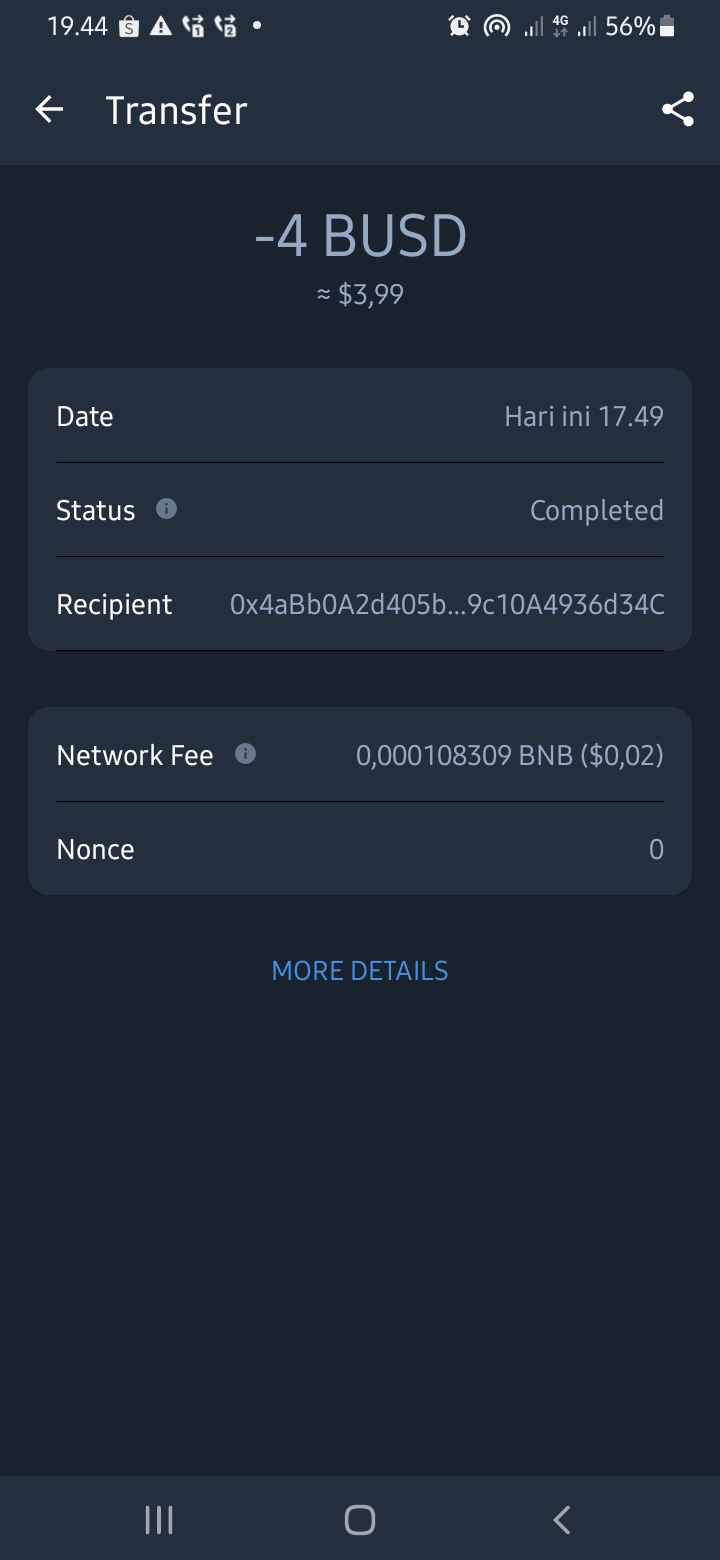 19.44 4G 56%
Transfer
-4 BUSD
≈ $3,99
Date Hari ini 17.49
Status Completed
Recipient 0x4aBb0A2d405b...9c10A4936d34C
Network Fee 0,000108309 BNB ($0,02)
Nonce 0
MORE DETAILS